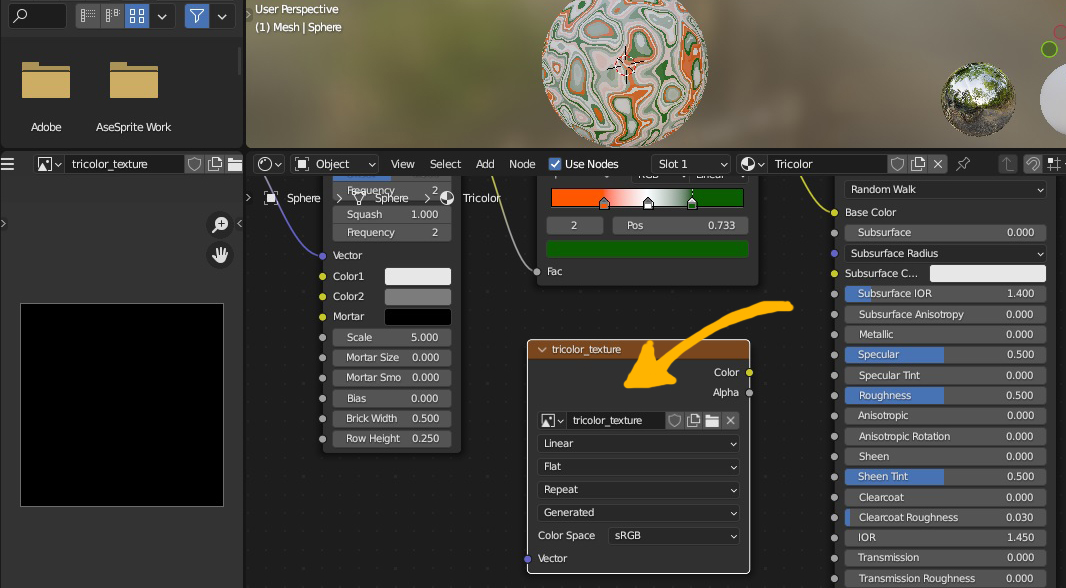 User Perspective
(1) Mesh | Sphere
Adobe
AseSprite Work
tricolor_texture
Object
View
Select
Add
Node
Use Nodes
Slot 1
Tricolor
Sphere
Sphere
Tricolor
Frequency 2
Squash 1.000
Frequency 2
Vector
Color1
Color2
Mortar
Scale 5.000
Mortar Size 0.000
Mortar Smo 0.000
Bias 0.000
Brick Width 0.500
Row Height 0.250
2
Pos 0.733
Fac
tricolor_texture
Color
Alpha
tricolor_texture
Linear
Flat
Repeat
Generated
Color Space sRGB
Vector
Random Walk
Base Color
Subsurface 0.000
Subsurface Radius
Subsurface C...
Subsurface IOR 1.400
Subsurface Anisotropy 0.000
Metallic 0.000
Specular 0.500
Specular Tint 0.000
Roughness 0.500
Anisotropic 0.000
Anisotropic Rotation 0.000
Sheen 0.000
Sheen Tint 0.500
Clearcoat 0.000
Clearcoat Roughness 0.030
IOR 1.450
Transmission 0.000
Transmission Roughness 0.000